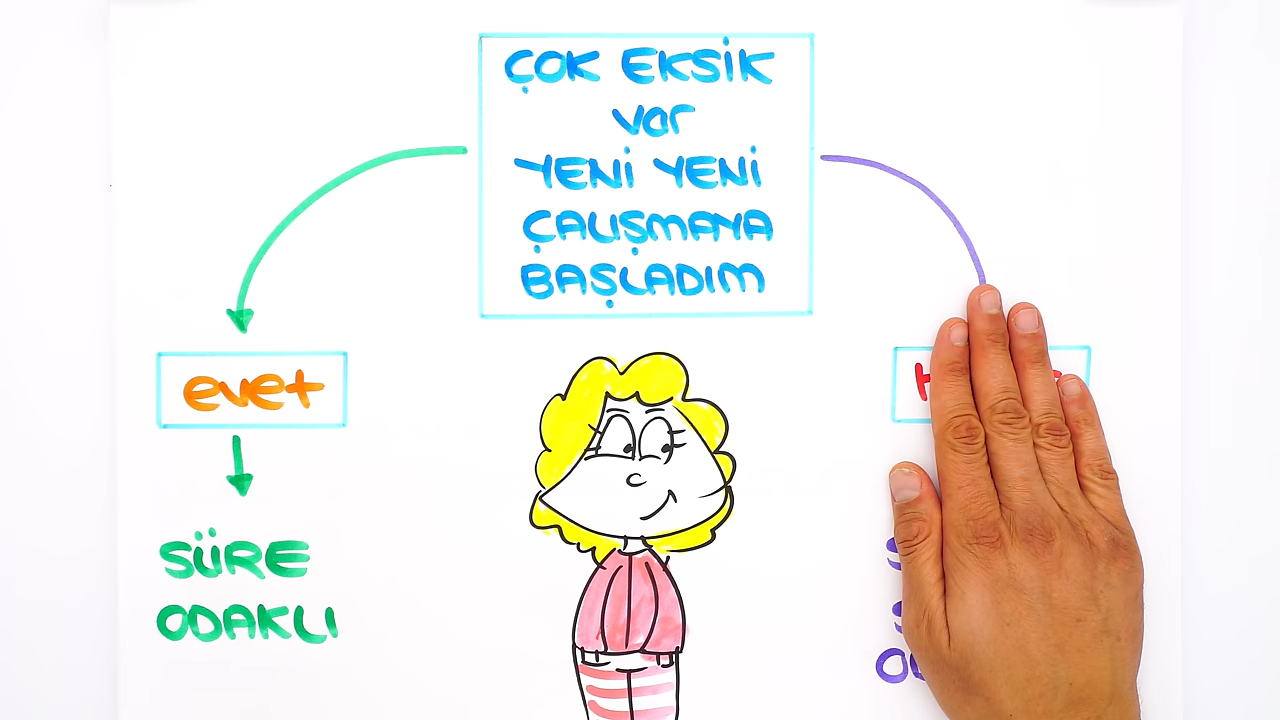 ÇOK EKSİK
var
YENİ YENİ
ÇALIŞMAYA
BAŞLADIM
evet
SÜRE
ODAKLI